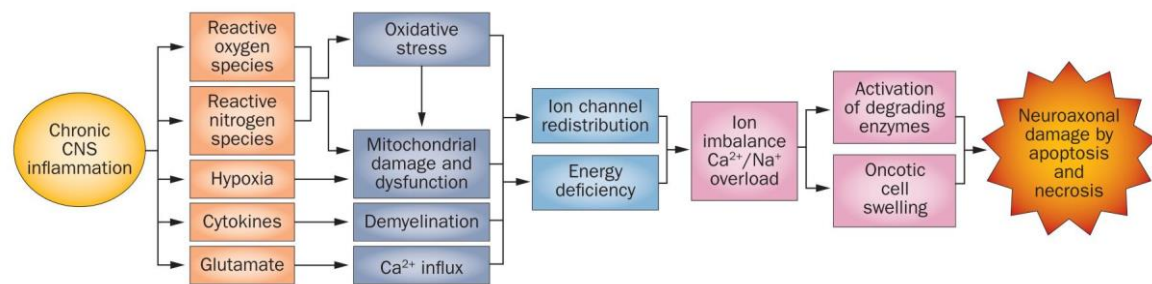 Chronic
CNS
inflammation
Reactive
oxygen
species
Reactive
nitrogen
species
Hypoxia
Cytokines
Glutamate
Oxidative
stress
Mitochondrial
damage and
dysfunction
Demyelination
Ca²⁺ influx
Ion channel
redistribution
Energy
deficiency
Ion
imbalance
Ca²⁺/Na⁺
overload
Activation
of degrading
enzymes
Oncotic
cell
swelling
Neuroaxonal
damage by
apoptosis
and
necrosis